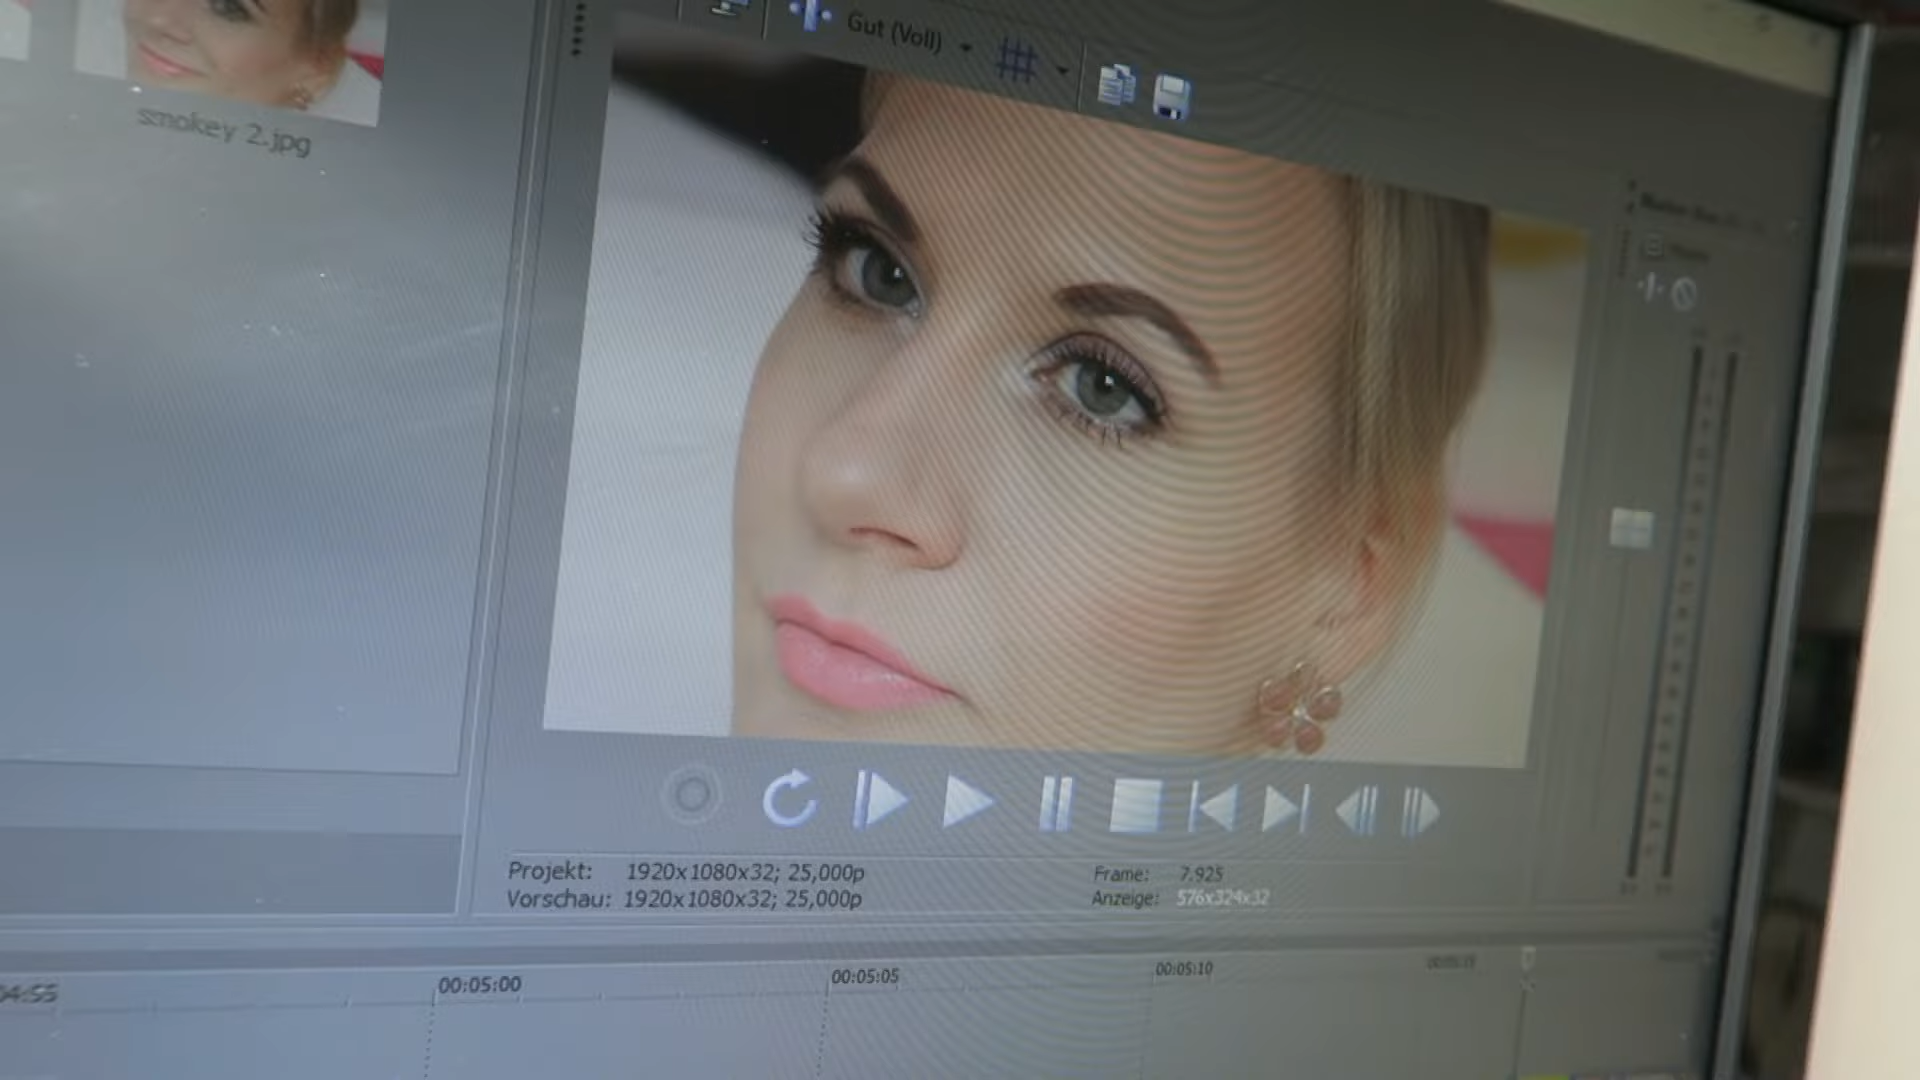 Gut (Voll)
smokey 2.jpg
Projekt: 1920x1080x32; 25,000p
Vorschau: 1920x1080x32; 25,000p
Frame: 7.925
Anzeige: 576x324x32
04:55
00:05:00
00:05:05
00:05:10